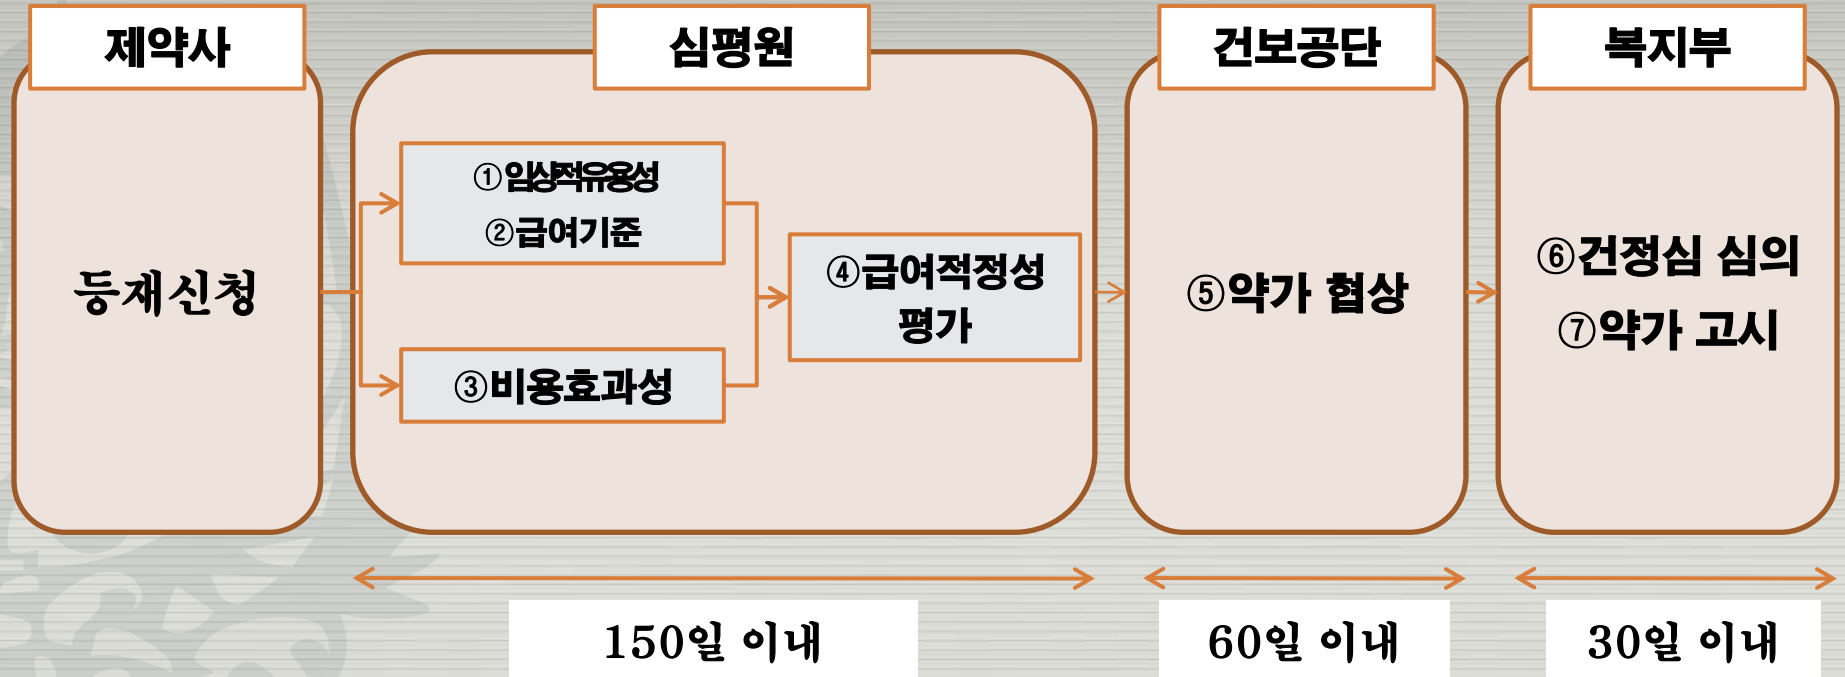 제약사
등재신청
심평원
①임상적유용성
②급여기준
③비용효과성
④급여적정성
평가
건보공단
⑤약가 협상
복지부
⑥건정심 심의
⑦약가 고시
150일 이내
60일 이내
30일 이내